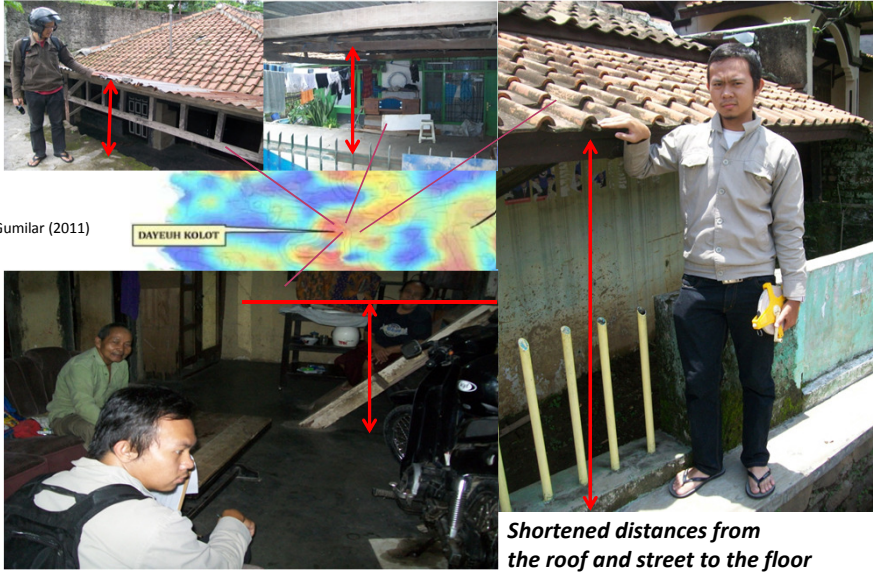 Gumilar (2011)
DAYEUH KOLOT
Shortened distances from
the roof and street to the floor